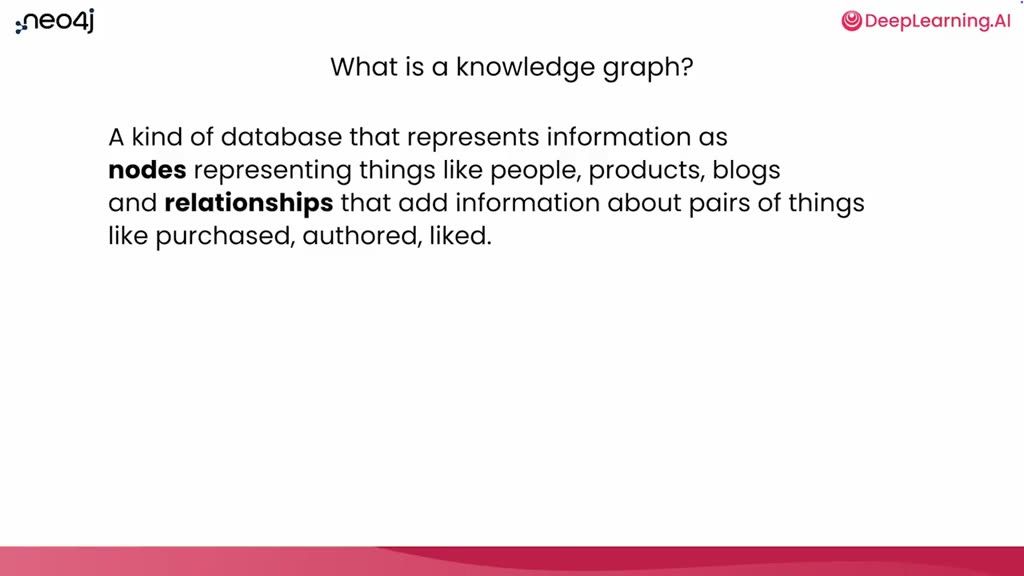 neo4j
DeepLearning.AI
What is a knowledge graph?
A kind of database that represents information as
nodes representing things like people, products, blogs
and relationships that add information about pairs of things
like purchased, authored, liked.